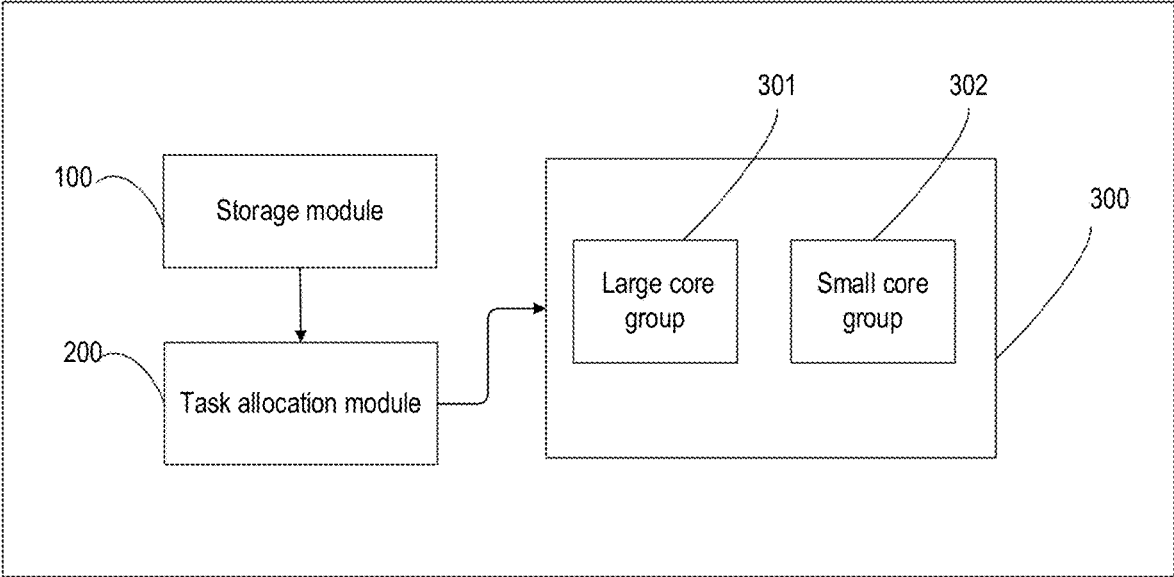 301
302
100
Storage module
300
Large core
group
Small core
group
200
Task allocation module